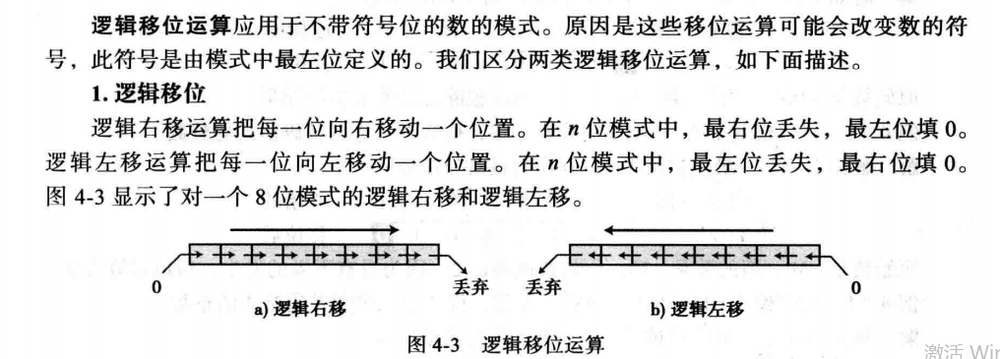 逻辑移位运算应用于不带符号位的数的模式。原因是这些移位运算可能会改变数的符
号，此符号是由模式中最左位定义的。我们区分两类逻辑移位运算，如下面描述。
1. 逻辑移位
逻辑右移运算把每一位向右移动一个位置。在 n 位模式中，最右位丢失，最左位填 0。
逻辑左移运算把每一位向左移动一个位置。在 n 位模式中，最左位丢失，最右位填 0。
图 4-3 显示了对一个 8 位模式的逻辑右移和逻辑左移。
0 丢弃 丢弃 0
a) 逻辑右移 b) 逻辑左移
图 4-3 逻辑移位运算
激活 Win